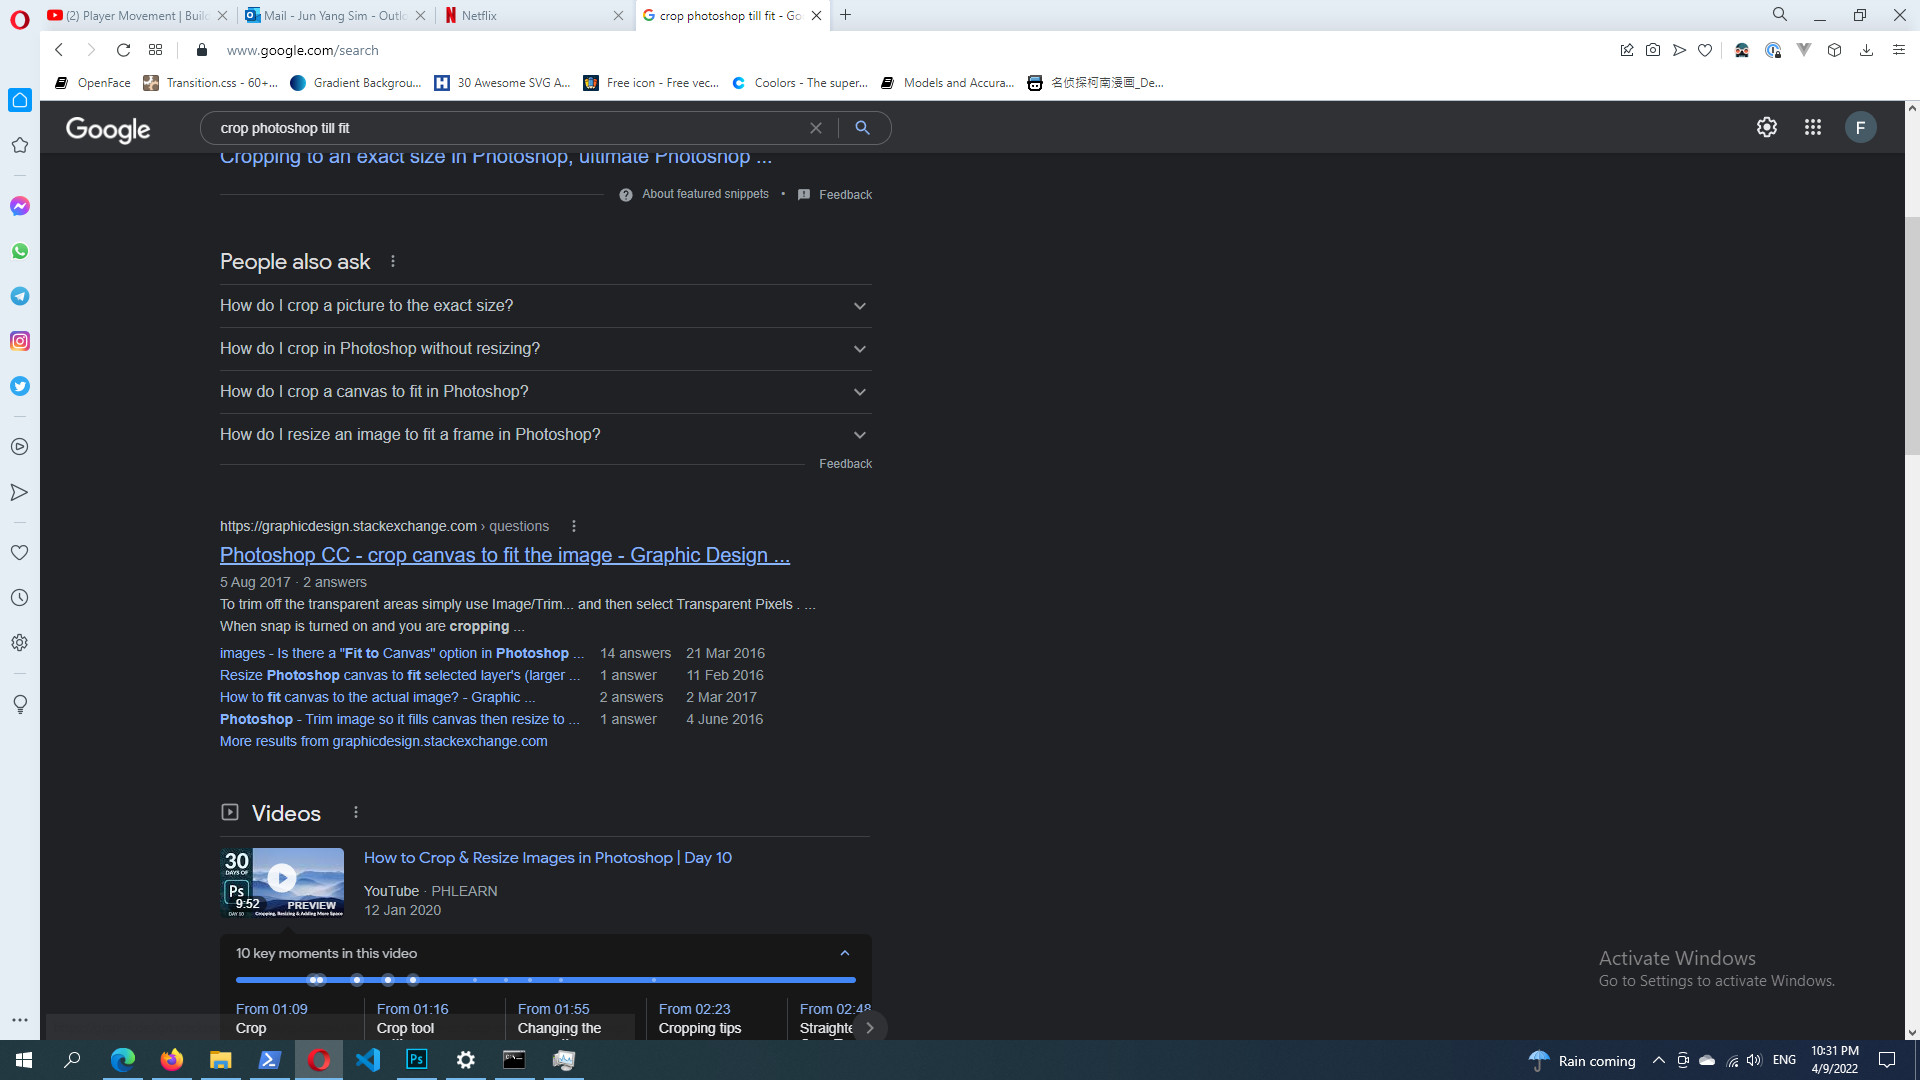 (2) Player Movement | Build
Mail - Jun Yang Sim - Outlo
Netflix
crop photoshop till fit - Goo
www.google.com/search
OpenFace
Transition.css - 60+...
Gradient Backgrou...
30 Awesome SVG A...
Free icon - Free vec...
Coolors - The super...
Models and Accura...
名侦探柯南漫画_De...
Google
crop photoshop till fit
F
Cropping to an exact size in Photoshop, ultimate Photoshop ...
About featured snippets • Feedback
People also ask
How do I crop a picture to the exact size?
How do I crop in Photoshop without resizing?
How do I crop a canvas to fit in Photoshop?
How do I resize an image to fit a frame in Photoshop?
Feedback
https://graphicdesign.stackexchange.com › questions
Photoshop CC - crop canvas to fit the image - Graphic Design ...
5 Aug 2017 · 2 answers
To trim off the transparent areas simply use Image/Trim... and then select Transparent Pixels . ...
When snap is turned on and you are cropping ...
images - Is there a "Fit to Canvas" option in Photoshop ... 14 answers 21 Mar 2016
Resize Photoshop canvas to fit selected layer's (larger ... 1 answer 11 Feb 2016
How to fit canvas to the actual image? - Graphic ... 2 answers 2 Mar 2017
Photoshop - Trim image so it fills canvas then resize to ... 1 answer 4 June 2016
More results from graphicdesign.stackexchange.com
Videos
30
DAYS OF
Ps
9:52
DAY 10
PREVIEW
Cropping, Resizing & Adding More Space
How to Crop & Resize Images in Photoshop | Day 10
YouTube · PHLEARN
12 Jan 2020
10 key moments in this video
From 01:09
Crop
From 01:16
Crop tool
From 01:55
Changing the
From 02:23
Cropping tips
From 02:48
Straighte
Activate Windows
Go to Settings to activate Windows.
Ps
Rain coming
ENG
10:31 PM
4/9/2022